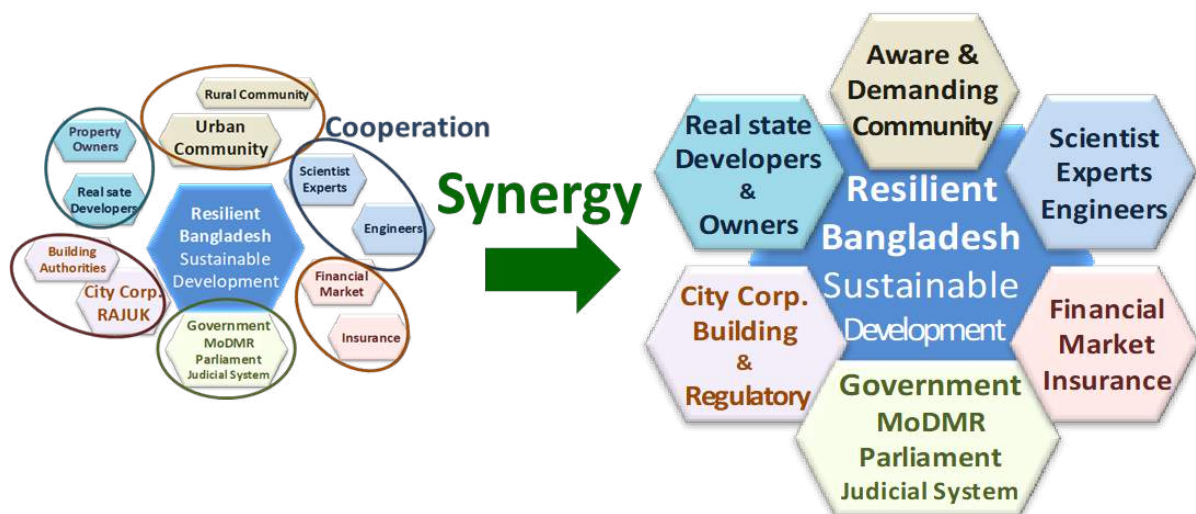 Rural Community
Urban
Community
Cooperation
Property
Owners
Real sate
Developers
Scientist
Experts
Engineers
Resilient
Bangladesh
Sustainable
Development
Building
Authorities
City Corp.
RAJUK
Financial
Market
Insurance
Government
MoDMR
Parliament
Judicial System
Synergy
Aware &
Demanding
Community
Real state
Developers
&
Owners
Scientist
Experts
Engineers
Resilient
Bangladesh
Sustainable
Development
City Corp.
Building
&
Regulatory
Financial
Market
Insurance
Government
MoDMR
Parliament
Judicial System